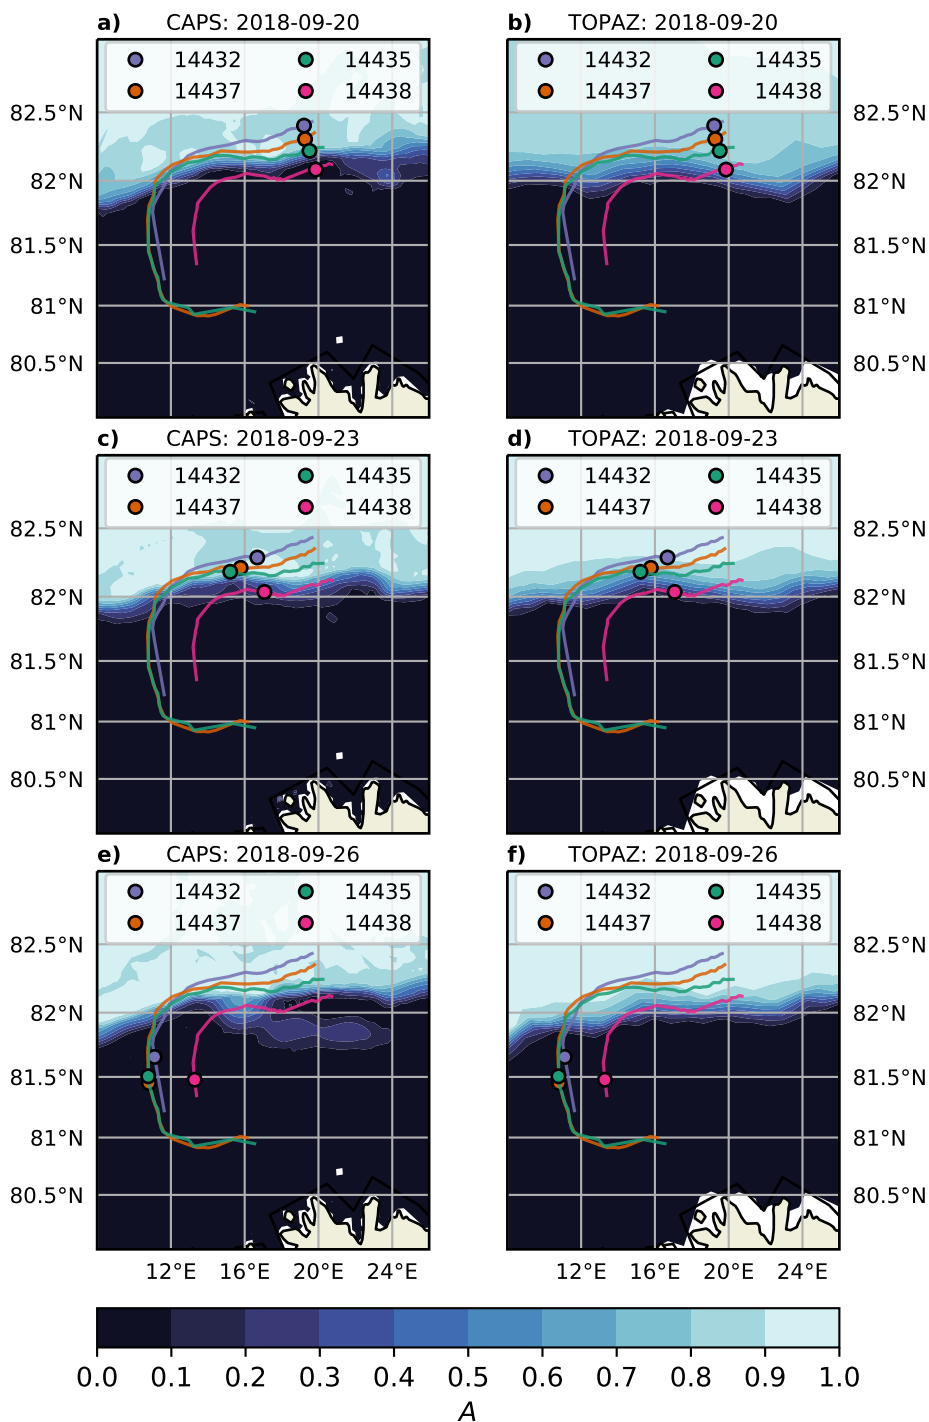 a) CAPS: 2018-09-20
b) TOPAZ: 2018-09-20
14432 14435
14437 14438
14432 14435
14437 14438
82.5°N 82.5°N
82°N 82°N
81.5°N 81.5°N
81°N 81°N
80.5°N 80.5°N
c) CAPS: 2018-09-23
d) TOPAZ: 2018-09-23
14432 14435
14437 14438
14432 14435
14437 14438
82.5°N 82.5°N
82°N 82°N
81.5°N 81.5°N
81°N 81°N
80.5°N 80.5°N
e) CAPS: 2018-09-26
f) TOPAZ: 2018-09-26
14432 14435
14437 14438
14432 14435
14437 14438
82.5°N 82.5°N
82°N 82°N
81.5°N 81.5°N
81°N 81°N
80.5°N 80.5°N
12°E 16°E 20°E 24°E 12°E 16°E 20°E 24°E
0.0 0.1 0.2 0.3 0.4 0.5 0.6 0.7 0.8 0.9 1.0
A